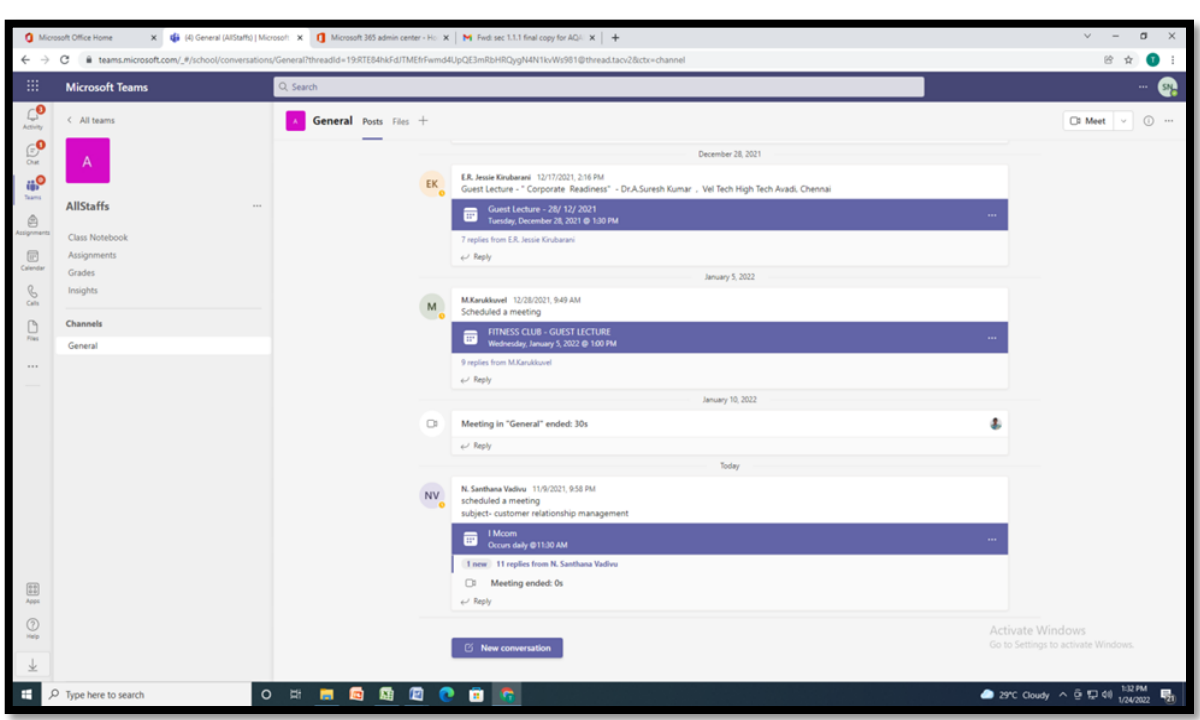 Microsoft Office Home
(4) General (AllStaffs) | Microsoft
Microsoft 365 admin center - Ho
Fwd: sec 1.1.1 final copy for AQA
teams.microsoft.com/_#/school/conversations/General?threadId=19:RTE84hkFdJTMEfrFwmd4UpQE3mRbHRQygN4N1kvWs981@thread.tacv2&ctx=channel
Microsoft Teams
Search
SN
Activity
Chat
Teams
Assignments
Calendar
Calls
Files
Apps
Help
All teams
A
AllStaffs
Class Notebook
Assignments
Grades
Insights
Channels
General
A General Posts Files
Meet
December 28, 2021
EK
E.R. Jessie Kirubarani 12/17/2021, 2:16 PM
Guest Lecture - " Corporate Readiness" - Dr.A.Suresh Kumar , Vel Tech High Tech Avadi, Chennai
Guest Lecture - 28/ 12/ 2021
Tuesday, December 28, 2021 @ 1:30 PM
7 replies from E.R. Jessie Kirubarani
Reply
January 5, 2022
M
M.Karukkuvel 12/28/2021, 9:49 AM
Scheduled a meeting
FITNESS CLUB - GUEST LECTURE
Wednesday, January 5, 2022 @ 1:00 PM
9 replies from M.Karukkuvel
Reply
January 10, 2022
Meeting in "General" ended: 30s
Reply
Today
NV
N. Santhana Vadivu 11/9/2021, 9:58 PM
scheduled a meeting
subject- customer relationship management
I Mcom
Occurs daily @11:30 AM
1 new 11 replies from N. Santhana Vadivu
Meeting ended: 0s
Reply
New conversation
Activate Windows
Go to Settings to activate Windows.
Type here to search
29°C Cloudy
1:32 PM
1/24/2022